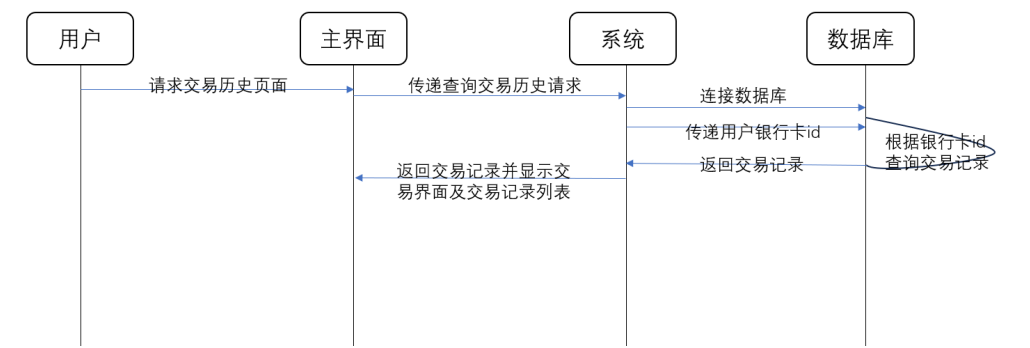 用户
主界面
系统
数据库
请求交易历史页面
传递查询交易历史请求
连接数据库
传递用户银行卡id
根据银行卡id
查询交易记录
返回交易记录
返回交易记录并显示交
易界面及交易记录列表